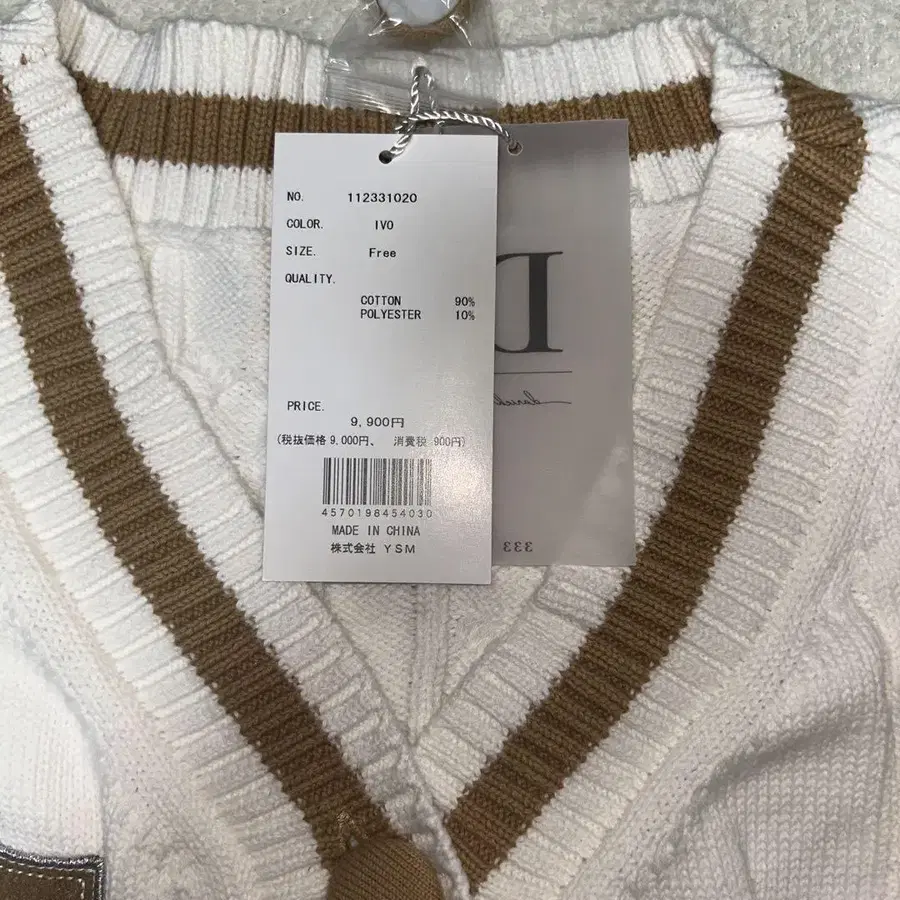 NO. 112331020
COLOR. IVO
SIZE. Free
QUALITY.
COTTON 90%
POLYESTER 10%
PRICE.
9,900円
(税抜価格 9,000円、 消費税 900円)
4570198454030
MADE IN CHINA
株式会社 YSM
D
333